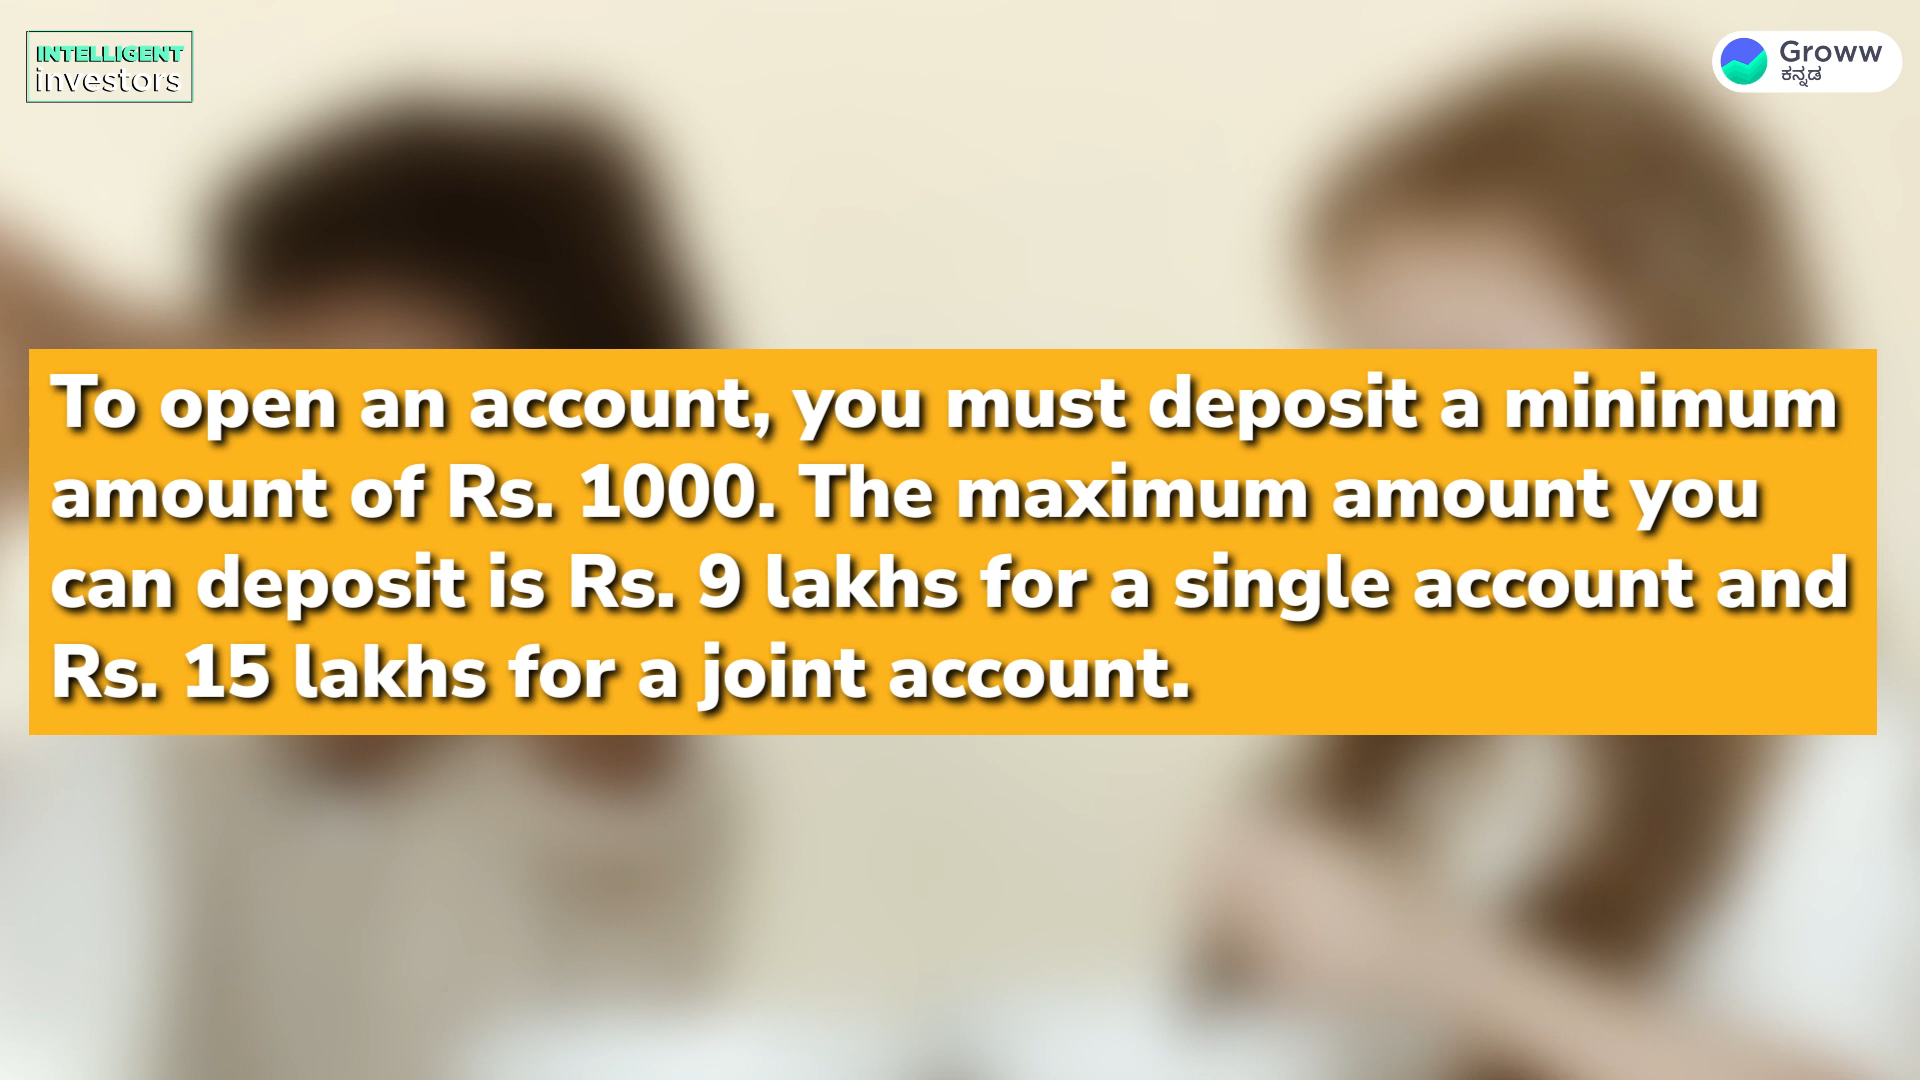 INTELLIGENT
investors
Groww
ಕನ್ನಡ
To open an account, you must deposit a minimum
amount of Rs. 1000. The maximum amount you
can deposit is Rs. 9 lakhs for a single account and
Rs. 15 lakhs for a joint account.